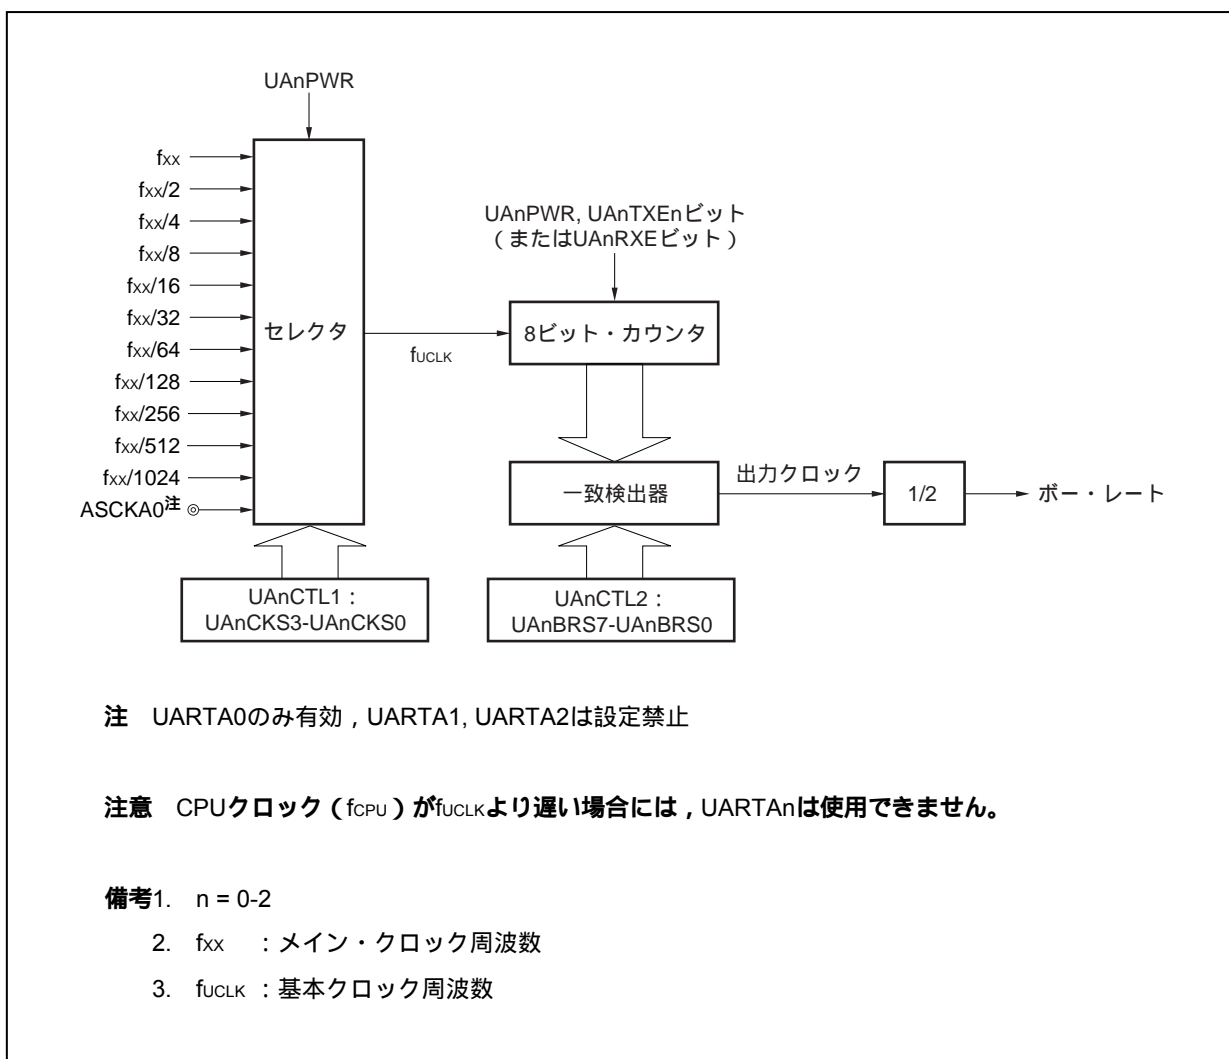 UAnPWR
fxx
fxx/2
fxx/4
fxx/8
fxx/16
fxx/32
fxx/64
fxx/128
fxx/256
fxx/512
fxx/1024
ASCKA0注
セレクタ
fUCLK
UAnPWR, UAnTXEnビット
（またはUAnRXEビット）
8ビット・カウンタ
一致検出器
出力クロック
1/2
ボー・レート
UAnCTL1：
UAnCKS3-UAnCKS0
UAnCTL2：
UAnBRS7-UAnBRS0
注 UARTA0のみ有効，UARTA1, UARTA2は設定禁止
注意 CPUクロック（fCPU）がfUCLKより遅い場合には，UARTAnは使用できません。
備考1. n = 0-2
2. fxx ：メイン・クロック周波数
3. fUCLK ：基本クロック周波数